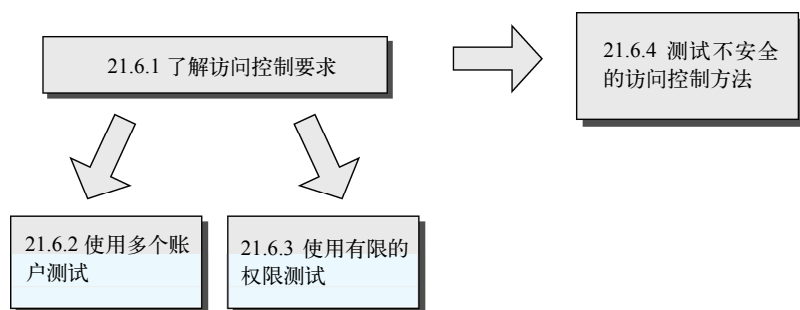 21.6.1 了解访问控制要求
21.6.4 测试不安全
的访问控制方法
21.6.2 使用多个账
户测试
21.6.3 使用有限的
权限测试